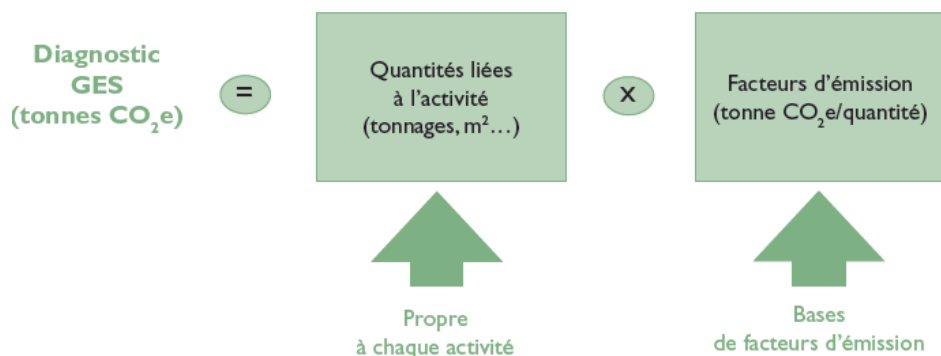 Diagnostic
GES
(tonnes CO₂e)
=
Quantités liées
à l’activité
(tonnages, m²…)
x
Facteurs d’émission
(tonne CO₂e/quantité)
Propre
à chaque activité
Bases
de facteurs d’émission